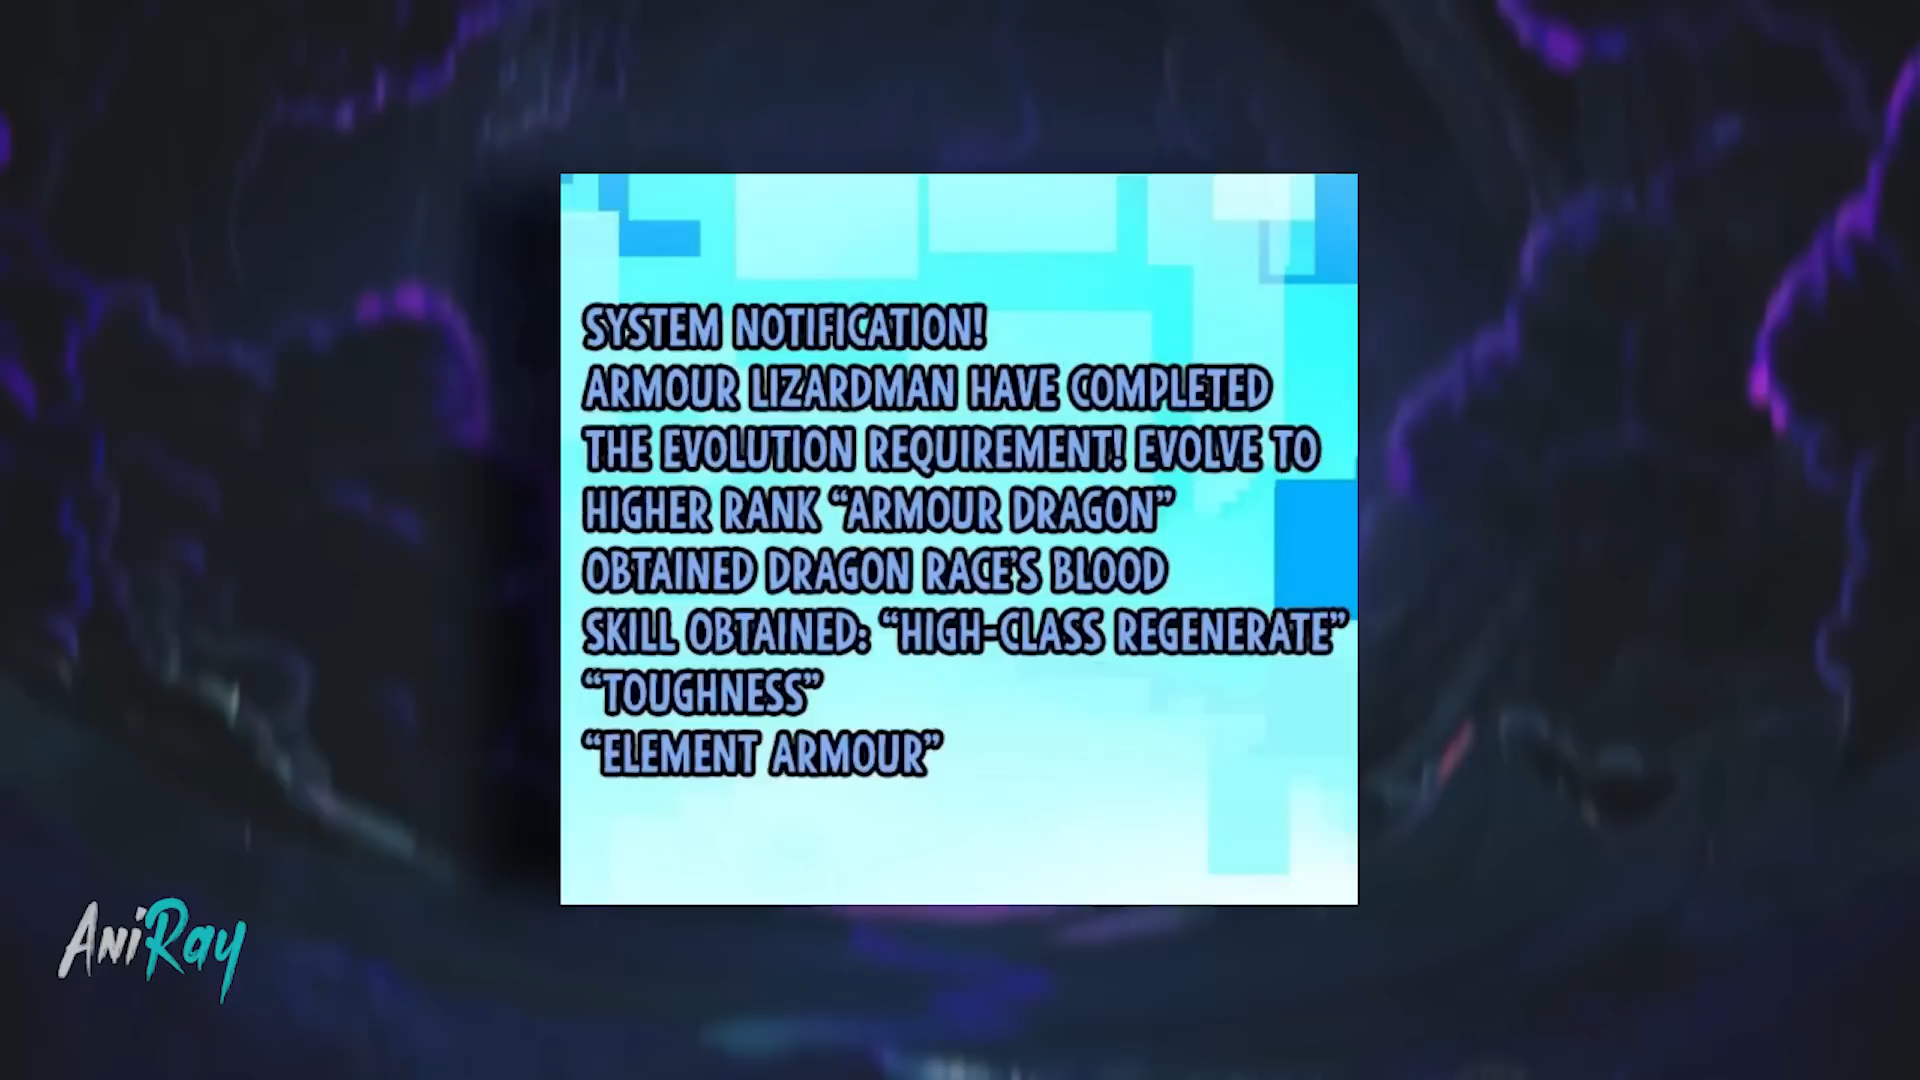 SYSTEM NOTIFICATION!
ARMOUR LIZARDMAN HAVE COMPLETED
THE EVOLUTION REQUIREMENT! EVOLVE TO
HIGHER RANK “ARMOUR DRAGON”
OBTAINED DRAGON RACE'S BLOOD
SKILL OBTAINED: “HIGH-CLASS REGENERATE”
“TOUGHNESS”
“ELEMENT ARMOUR”
AniRay